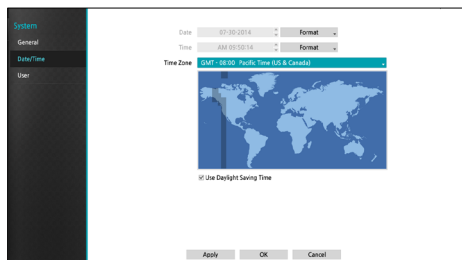 System
General
Date/Time
User
Date 07-30-2014 Format
Time AM 09:50:14 Format
Time Zone GMT - 08:00 Pacific Time (US & Canada)
Use Daylight Saving Time
Apply OK Cancel